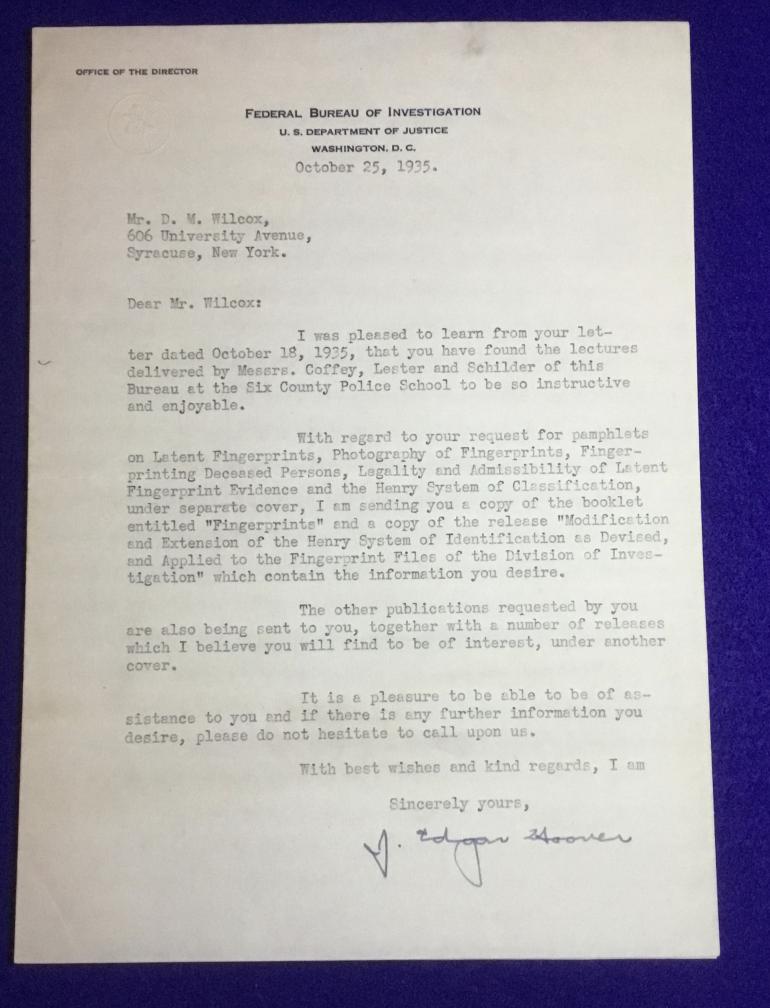 OFFICE OF THE DIRECTOR
FEDERAL BUREAU OF INVESTIGATION
U. S. DEPARTMENT OF JUSTICE
WASHINGTON, D. C.
October 25, 1935.
Mr. D. M. Wilcox,
606 University Avenue,
Syracuse, New York.
Dear Mr. Wilcox:
I was pleased to learn from your let-
ter dated October 18, 1935, that you have found the lectures
delivered by Messrs. Coffey, Lester and Schilder of this
Bureau at the Six County Police School to be so instructive
and enjoyable.
With regard to your request for pamphlets
on Latent Fingerprints, Photography of Fingerprints, Finger-
printing Deceased Persons, Legality and Admissibility of Latent
Fingerprint Evidence and the Henry System of Classification,
under separate cover, I am sending you a copy of the booklet
entitled "Fingerprints" and a copy of the release "Modification
and Extension of the Henry System of Identification as Devised,
and Applied to the Fingerprint Files of the Division of Inves-
tigation" which contain the information you desire.
The other publications requested by you
are also being sent to you, together with a number of releases
which I believe you will find to be of interest, under another
cover.
It is a pleasure to be able to be of as-
sistance to you and if there is any further information you
desire, please do not hesitate to call upon us.
With best wishes and kind regards, I am
Sincerely yours,
J. Edgar Hoover